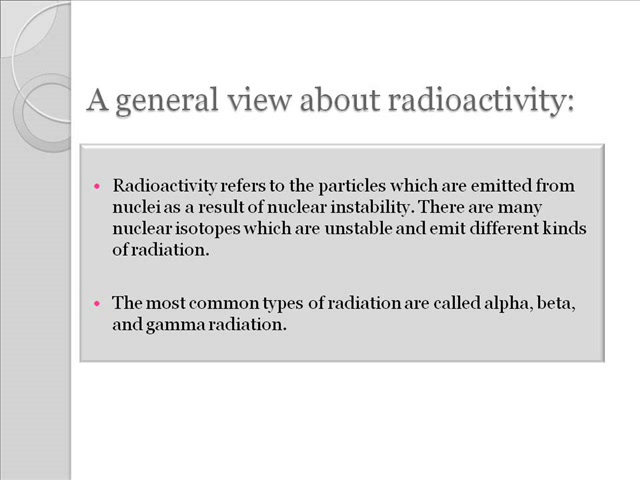 A general view about radioactivity:
• Radioactivity refers to the particles which are emitted from
nuclei as a result of nuclear instability. There are many
nuclear isotopes which are unstable and emit different kinds
of radiation.
• The most common types of radiation are called alpha, beta,
and gamma radiation.